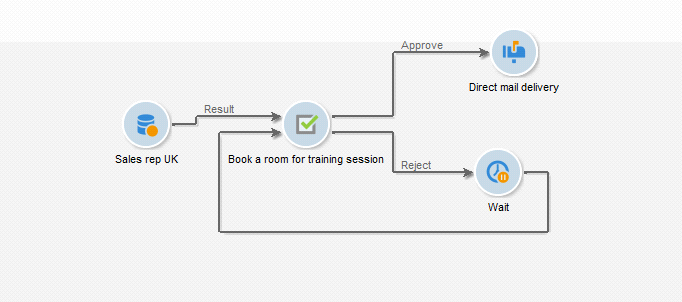 Approve
Direct mail delivery
Result
Sales rep UK
Book a room for training session
Reject
Wait